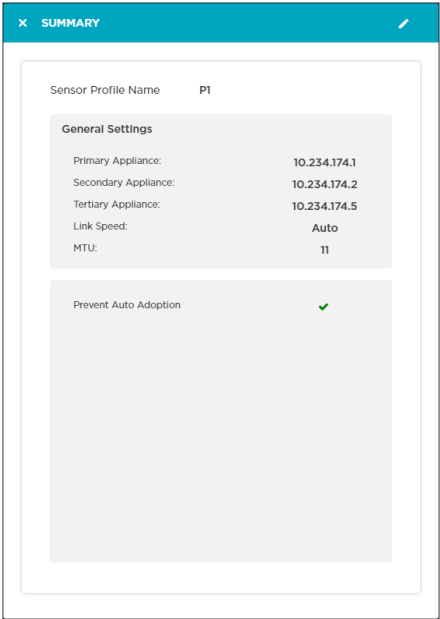 SUMMARY
Sensor Profile Name P1
General Settings
Primary Appliance: 10.234.174.1
Secondary Appliance: 10.234.174.2
Tertiary Appliance: 10.234.174.5
Link Speed: Auto
MTU: 11
Prevent Auto Adoption